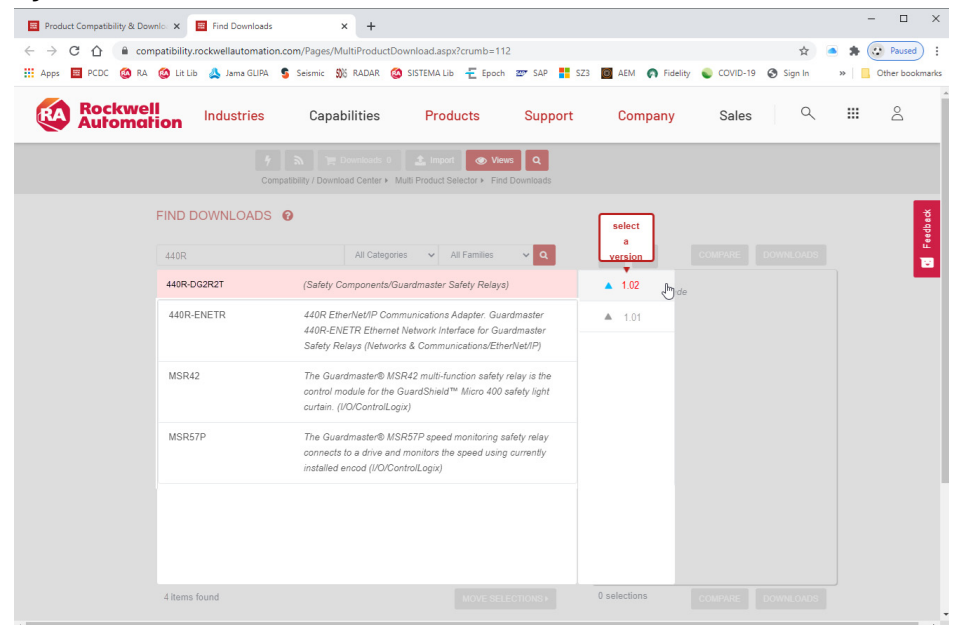 Product Compatibility & Downlo
Find Downloads
compatibility.rockwellautomation.com/Pages/MultiProductDownload.aspx?crumb=112
Paused
Apps PCDC RA Lit Lib Jama GLIPA Seismic RADAR SISTEMA Lib Epoch SAP SZ3 AEM Fidelity COVID-19 Sign In » Other bookmarks
RA Rockwell Automation
Industries Capabilities Products Support Company Sales
Downloads 0 Import Views
Compatibility / Download Center Multi Product Selector Find Downloads
FIND DOWNLOADS
Feedback
select
a
version
440R All Categories All Families
COMPARE DOWNLOADS
440R-DG2R2T (Safety Components/Guardmaster Safety Relays) 1.02
440R-ENETR 440R EtherNet/IP Communications Adapter. Guardmaster 1.01
440R-ENETR Ethernet Network Interface for Guardmaster
Safety Relays (Networks & Communications/EtherNet/IP)
MSR42 The Guardmaster® MSR42 multi-function safety relay is the
control module for the GuardShield™ Micro 400 safety light
curtain. (I/O/ControlLogix)
MSR57P The Guardmaster® MSR57P speed monitoring safety relay
connects to a drive and monitors the speed using currently
installed encod (I/O/ControlLogix)
4 items found MOVE SELECTIONS 0 selections COMPARE DOWNLOADS